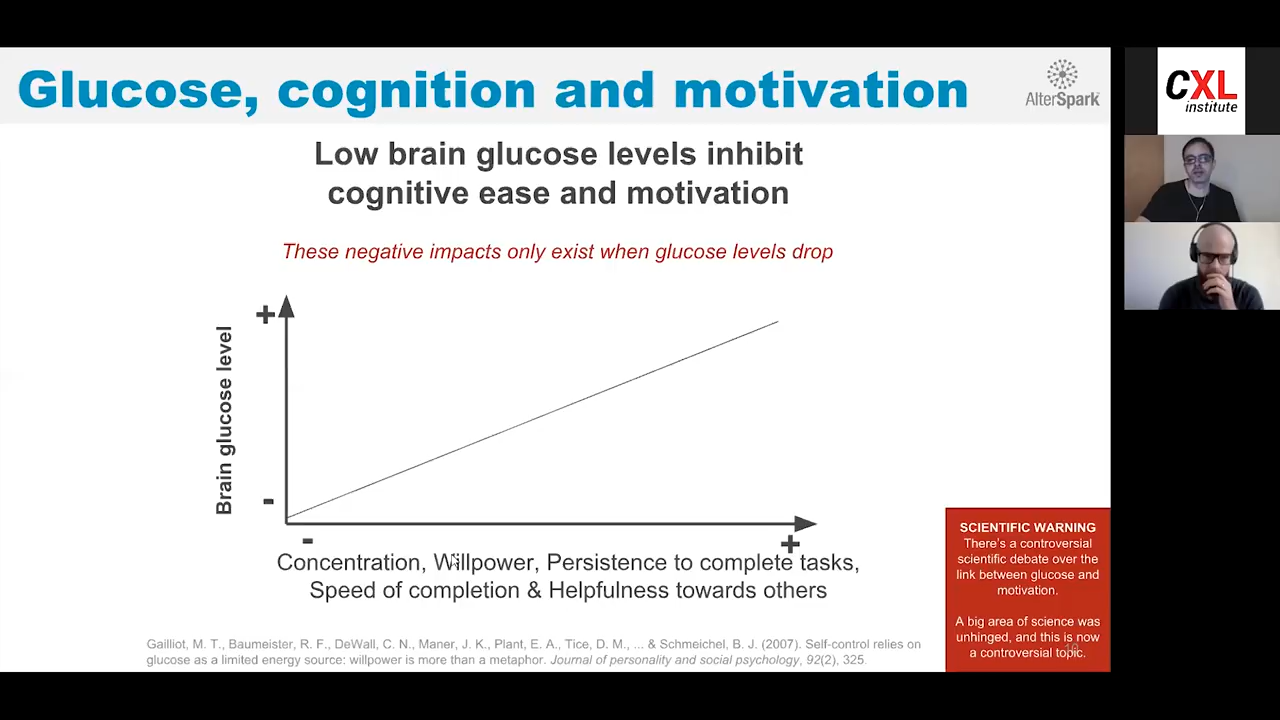 Glucose, cognition and motivation
AlterSpark
CXL
institute
Low brain glucose levels inhibit
cognitive ease and motivation
These negative impacts only exist when glucose levels drop
+
Brain glucose level
-
-
+
Concentration, Willpower, Persistence to complete tasks,
Speed of completion & Helpfulness towards others
SCIENTIFIC WARNING
There's a controversial
scientific debate over the
link between glucose and
motivation.
A big area of science was
unhinged, and this is now
a controversial topic.
Gailliot, M. T., Baumeister, R. F., DeWall, C. N., Maner, J. K., Plant, E. A., Tice, D. M., ... & Schmeichel, B. J. (2007). Self-control relies on
glucose as a limited energy source: willpower is more than a metaphor. Journal of personality and social psychology, 92(2), 325.